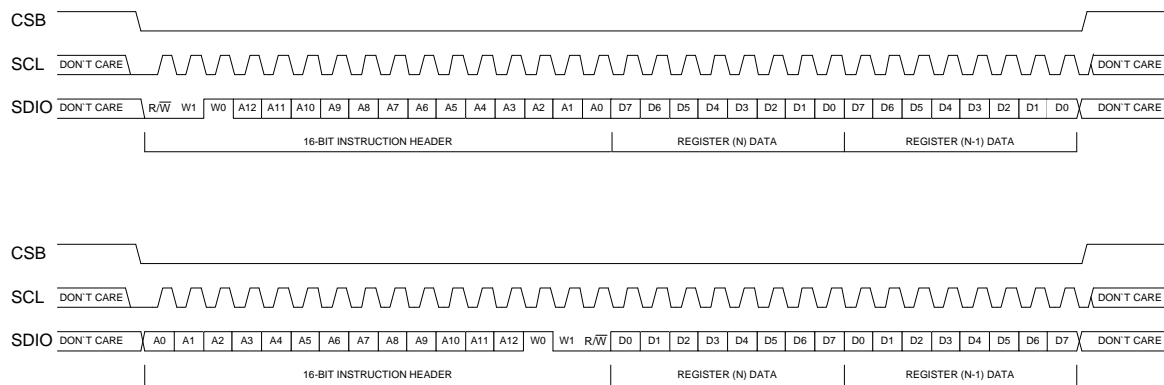 CSB
SCL DON`T CARE DON`T CARE
SDIO DON`T CARE R/W̅ W1 W0 A12 A11 A10 A9 A8 A7 A6 A5 A4 A3 A2 A1 A0 D7 D6 D5 D4 D3 D2 D1 D0 D7 D6 D5 D4 D3 D2 D1 D0 DON`T CARE
16-BIT INSTRUCTION HEADER REGISTER (N) DATA REGISTER (N-1) DATA
CSB
SCL DON`T CARE DON`T CARE
SDIO DON`T CARE A0 A1 A2 A3 A4 A5 A6 A7 A8 A9 A10 A11 A12 W0 W1 R/W̅ D0 D1 D2 D3 D4 D5 D6 D7 D0 D1 D2 D3 D4 D5 D6 D7 DON`T CARE
16-BIT INSTRUCTION HEADER REGISTER (N) DATA REGISTER (N-1) DATA